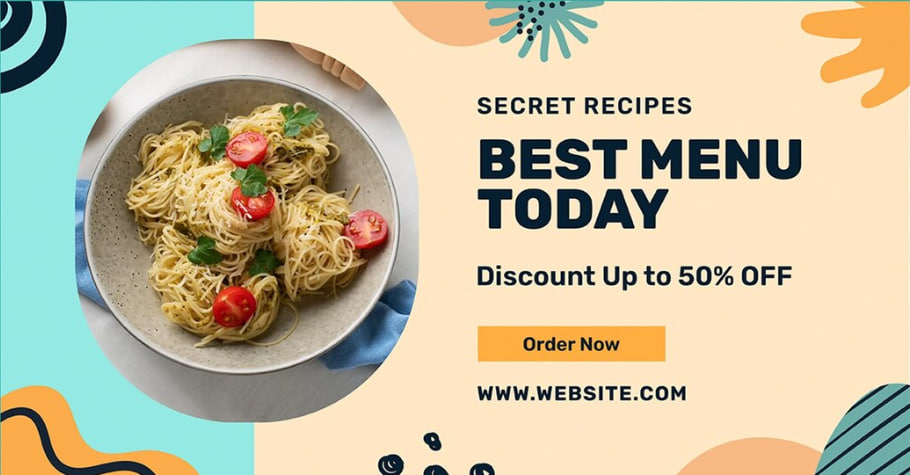 SECRET RECIPES
BEST MENU
TODAY
Discount Up to 50% OFF
Order Now
WWW.WEBSITE.COM